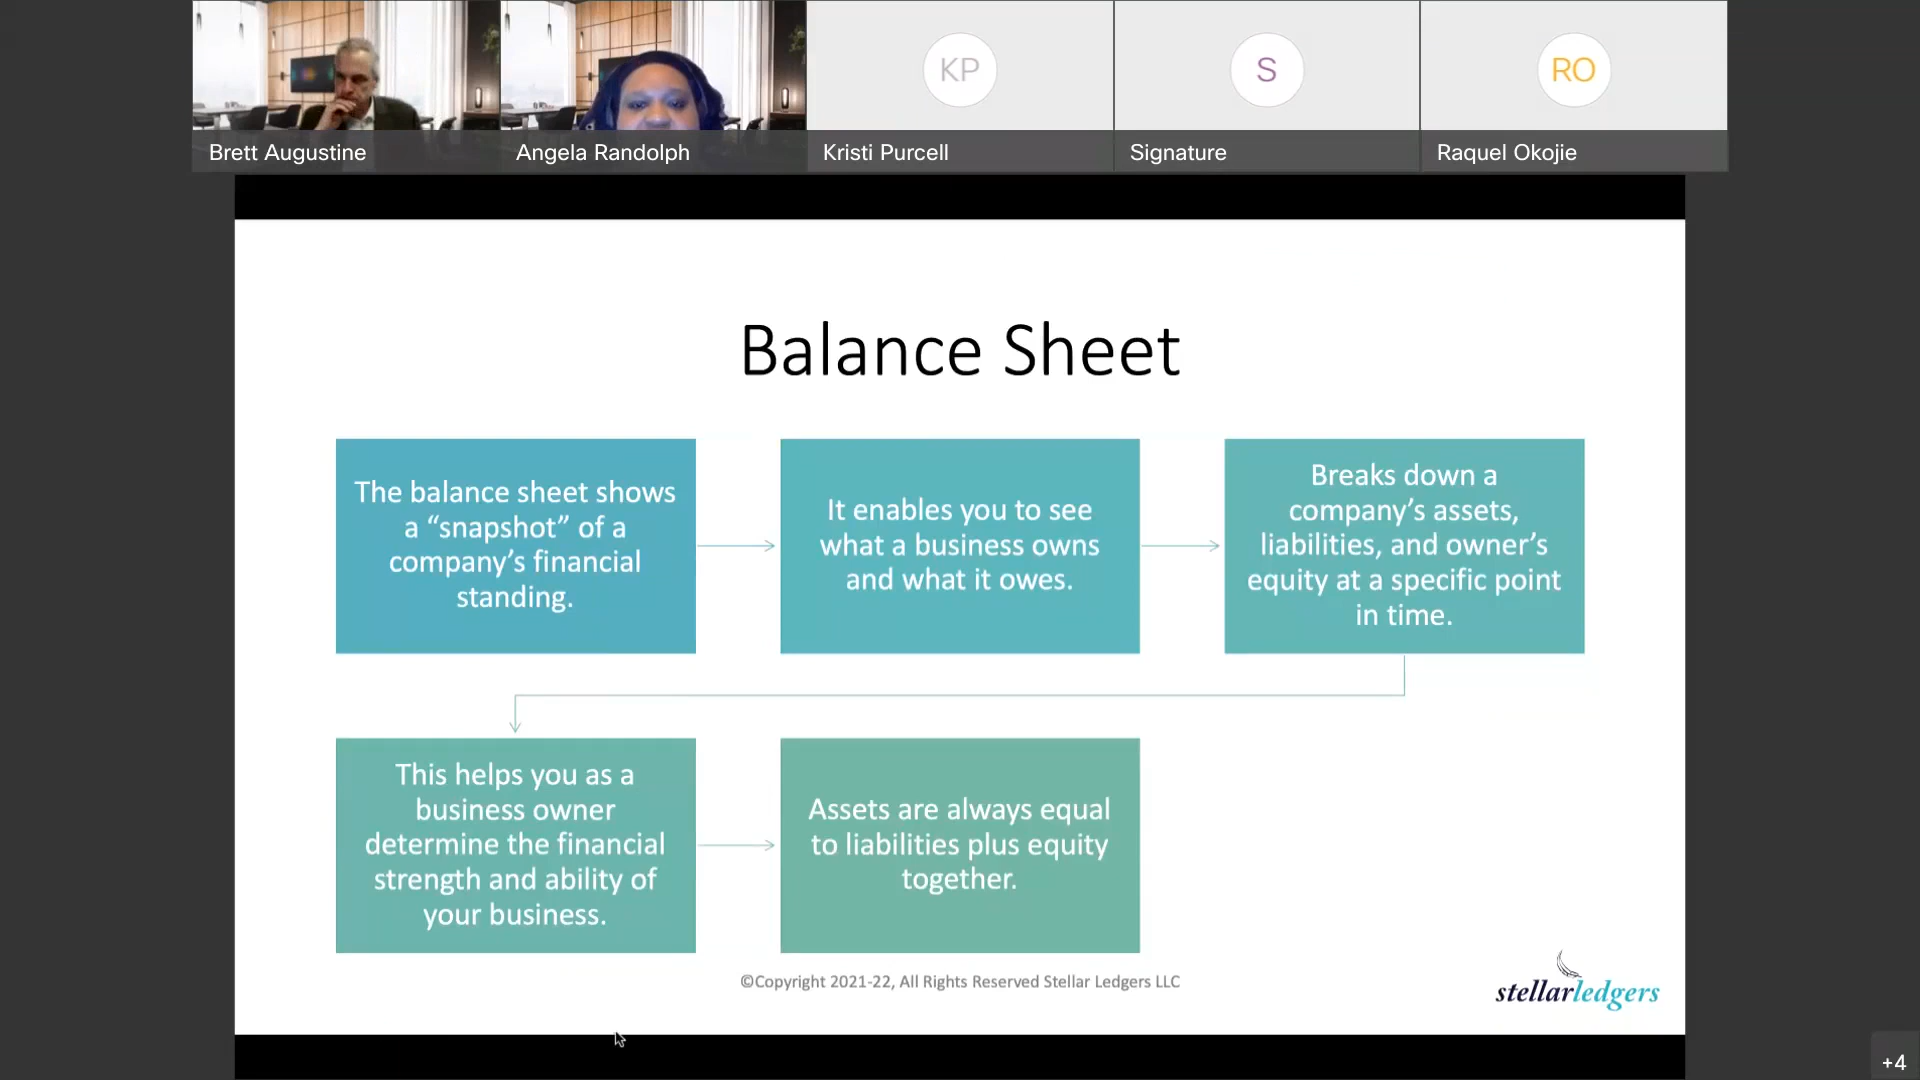 KP
S
RO
Brett Augustine
Angela Randolph
Kristi Purcell
Signature
Raquel Okojie
Balance Sheet
The balance sheet shows
a “snapshot” of a
company’s financial
standing.
It enables you to see
what a business owns
and what it owes.
Breaks down a
company’s assets,
liabilities, and owner’s
equity at a specific point
in time.
This helps you as a
business owner
determine the financial
strength and ability of
your business.
Assets are always equal
to liabilities plus equity
together.
©Copyright 2021-22, All Rights Reserved Stellar Ledgers LLC
stellarledgers
+4